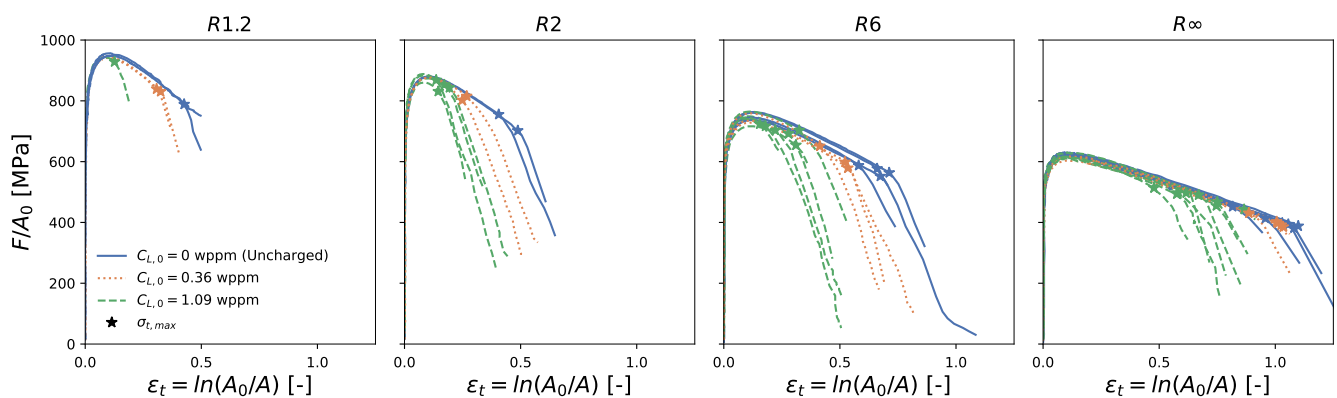 R1.2
R2
R6
R∞
1000
800
600
400
200
0
F/A₀ [MPa]
C_{L,0} = 0 wppm (Uncharged)
C_{L,0} = 0.36 wppm
C_{L,0} = 1.09 wppm
σ_{t,max}
0.0 0.5 1.0
0.0 0.5 1.0
0.0 0.5 1.0
0.0 0.5 1.0
ε_t = ln(A₀/A) [-]
ε_t = ln(A₀/A) [-]
ε_t = ln(A₀/A) [-]
ε_t = ln(A₀/A) [-]